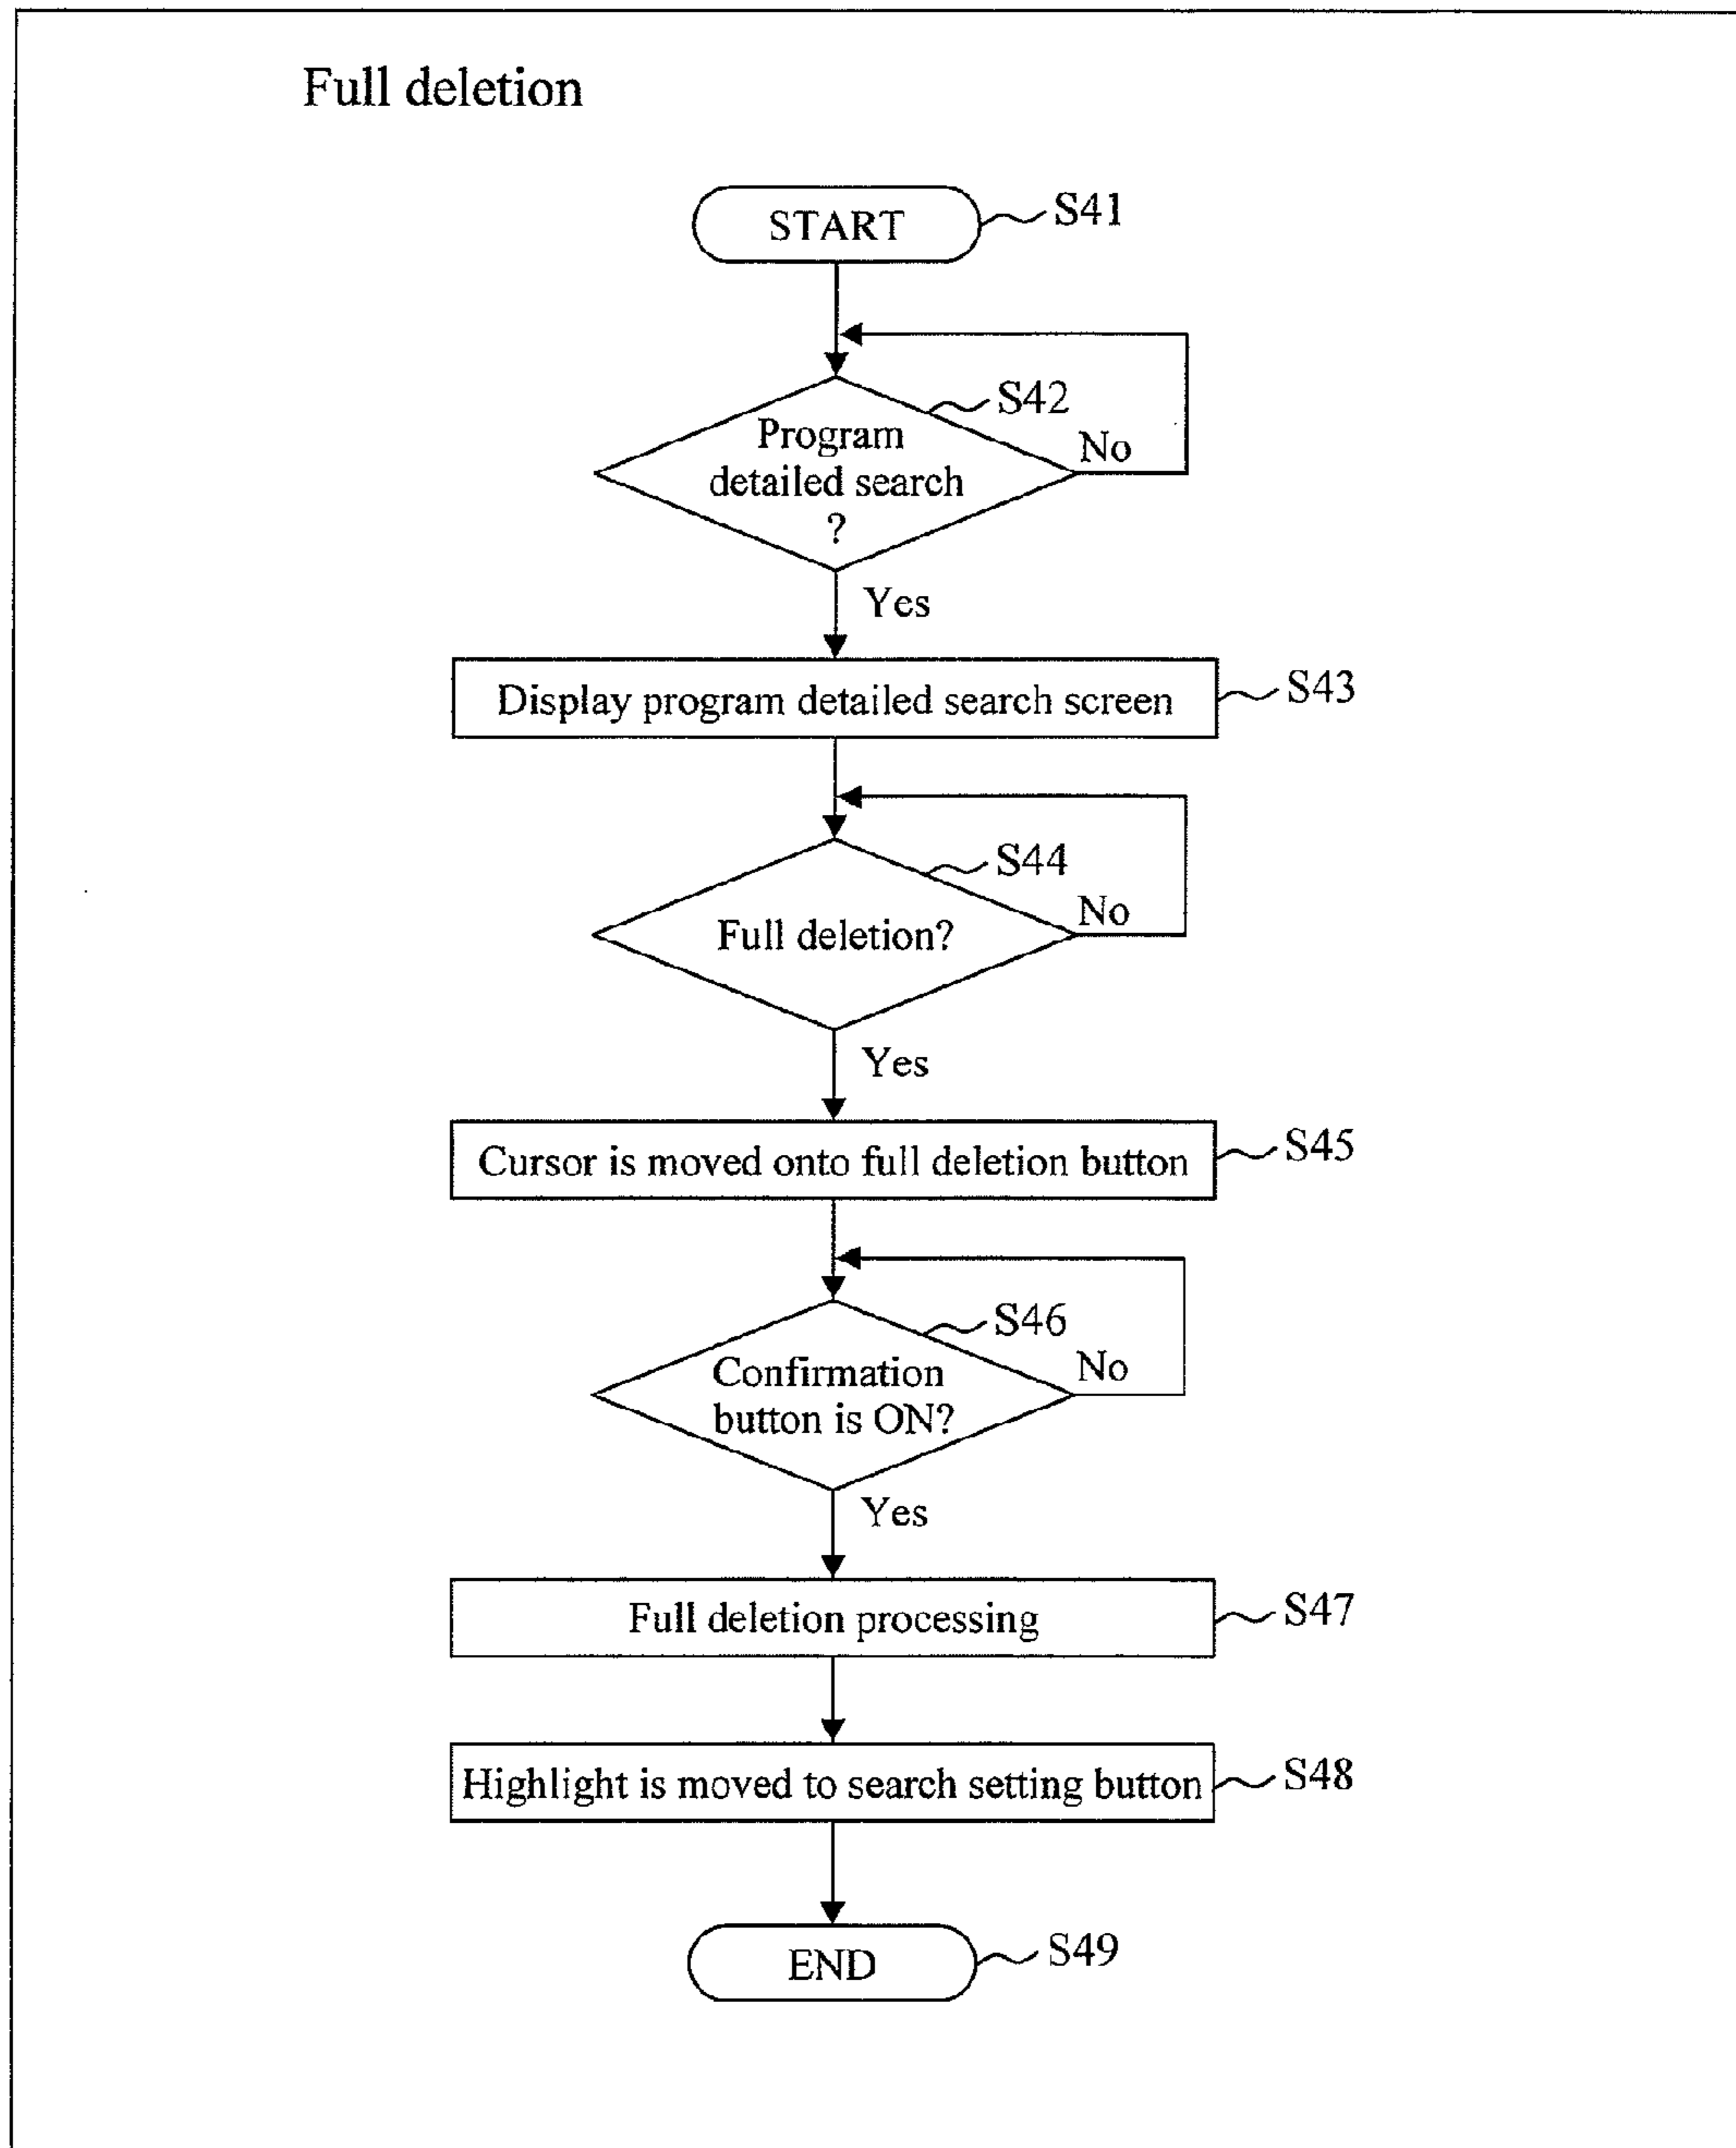 Full deletion
START
S41
S42
Program
detailed search
?
No
Yes
Display program detailed search screen
S43
S44
Full deletion?
No
Yes
Cursor is moved onto full deletion button
S45
S46
Confirmation
button is ON?
No
Yes
Full deletion processing
S47
Highlight is moved to search setting button
S48
END
S49